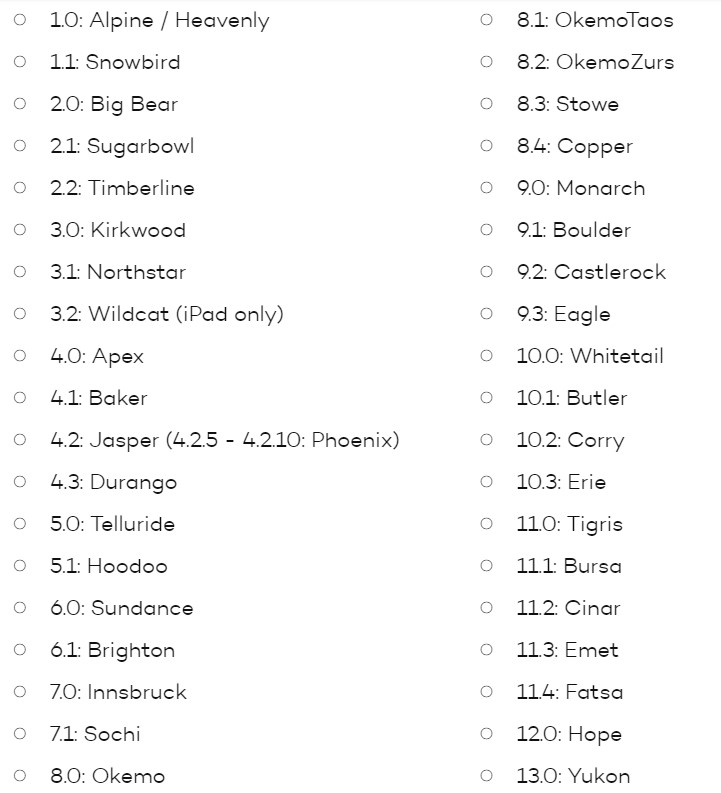 1.0: Alpine / Heavenly
1.1: Snowbird
2.0: Big Bear
2.1: Sugarbowl
2.2: Timberline
3.0: Kirkwood
3.1: Northstar
3.2: Wildcat (iPad only)
4.0: Apex
4.1: Baker
4.2: Jasper (4.2.5 - 4.2.10: Phoenix)
4.3: Durango
5.0: Telluride
5.1: Hoodoo
6.0: Sundance
6.1: Brighton
7.0: Innsbruck
7.1: Sochi
8.0: Okemo
8.1: OkemoTaos
8.2: OkemoZurs
8.3: Stowe
8.4: Copper
9.0: Monarch
9.1: Boulder
9.2: Castlerock
9.3: Eagle
10.0: Whitetail
10.1: Butler
10.2: Corry
10.3: Erie
11.0: Tigris
11.1: Bursa
11.2: Cinar
11.3: Emet
11.4: Fatsa
12.0: Hope
13.0: Yukon